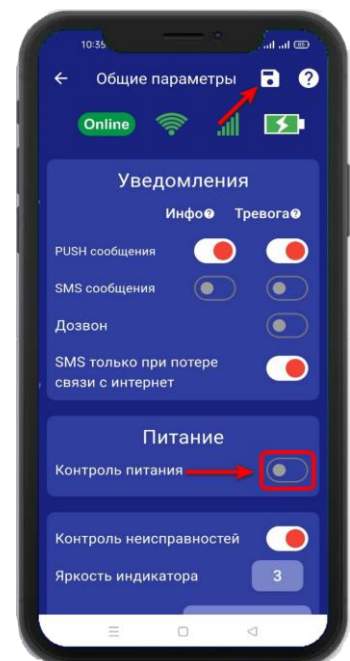 10:35
Общие параметры
Online
Уведомления
Инфо Тревога
PUSH сообщения
SMS сообщения
Дозвон
SMS только при потере
связи с интернет
Питание
Контроль питания
Контроль неисправностей
Яркость индикатора 3